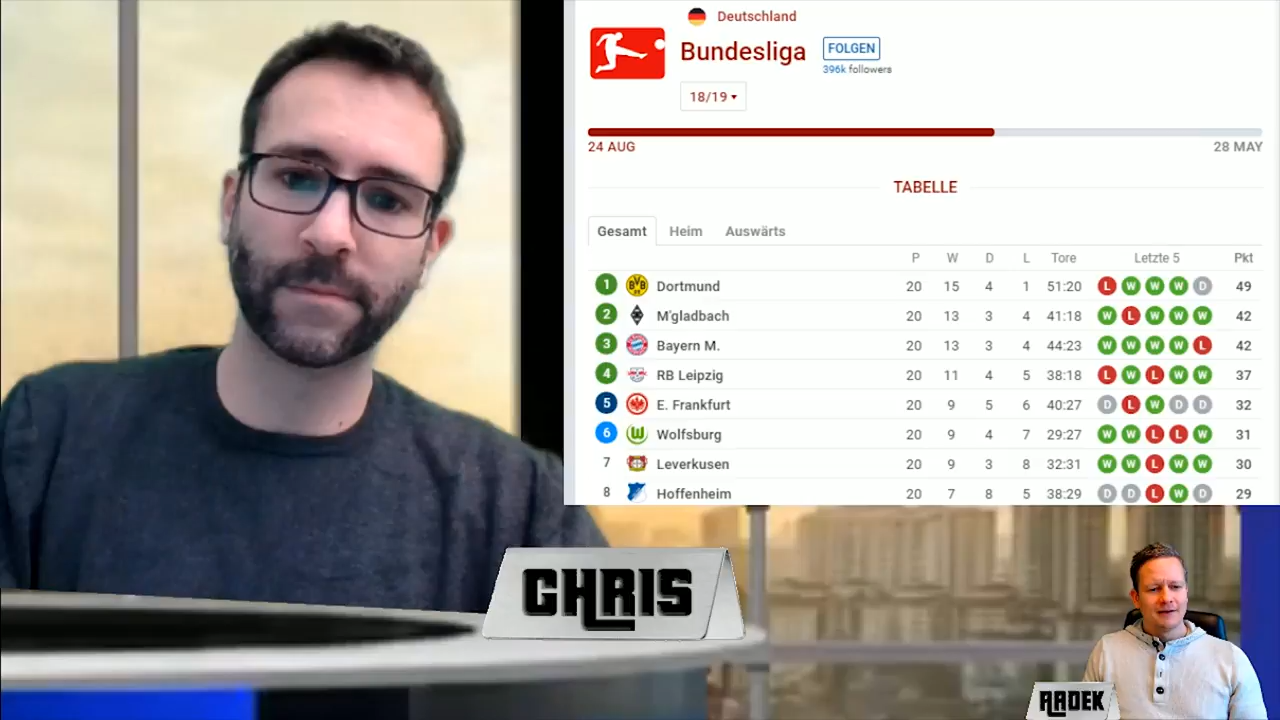 Deutschland
Bundesliga FOLGEN
396k followers
18/19
24 AUG 28 MAY
TABELLE
Gesamt Heim Auswärts
P W D L Tore Letzte 5 Pkt
1 BVB 09 Dortmund 20 15 4 1 51:20 L W W W D 49
2 M'gladbach 20 13 3 4 41:18 W L W W W 42
3 Bayern M. 20 13 3 4 44:23 W W W W L 42
4 RB Leipzig 20 11 4 5 38:18 L W L W W 37
5 E. Frankfurt 20 9 5 6 40:27 D L W D D 32
6 W Wolfsburg 20 9 4 7 29:27 W W L L W 31
7 Leverkusen 20 9 3 8 32:31 W W L W W 30
8 Hoffenheim 20 7 8 5 38:29 D D L W D 29
CHRIS
RADEK